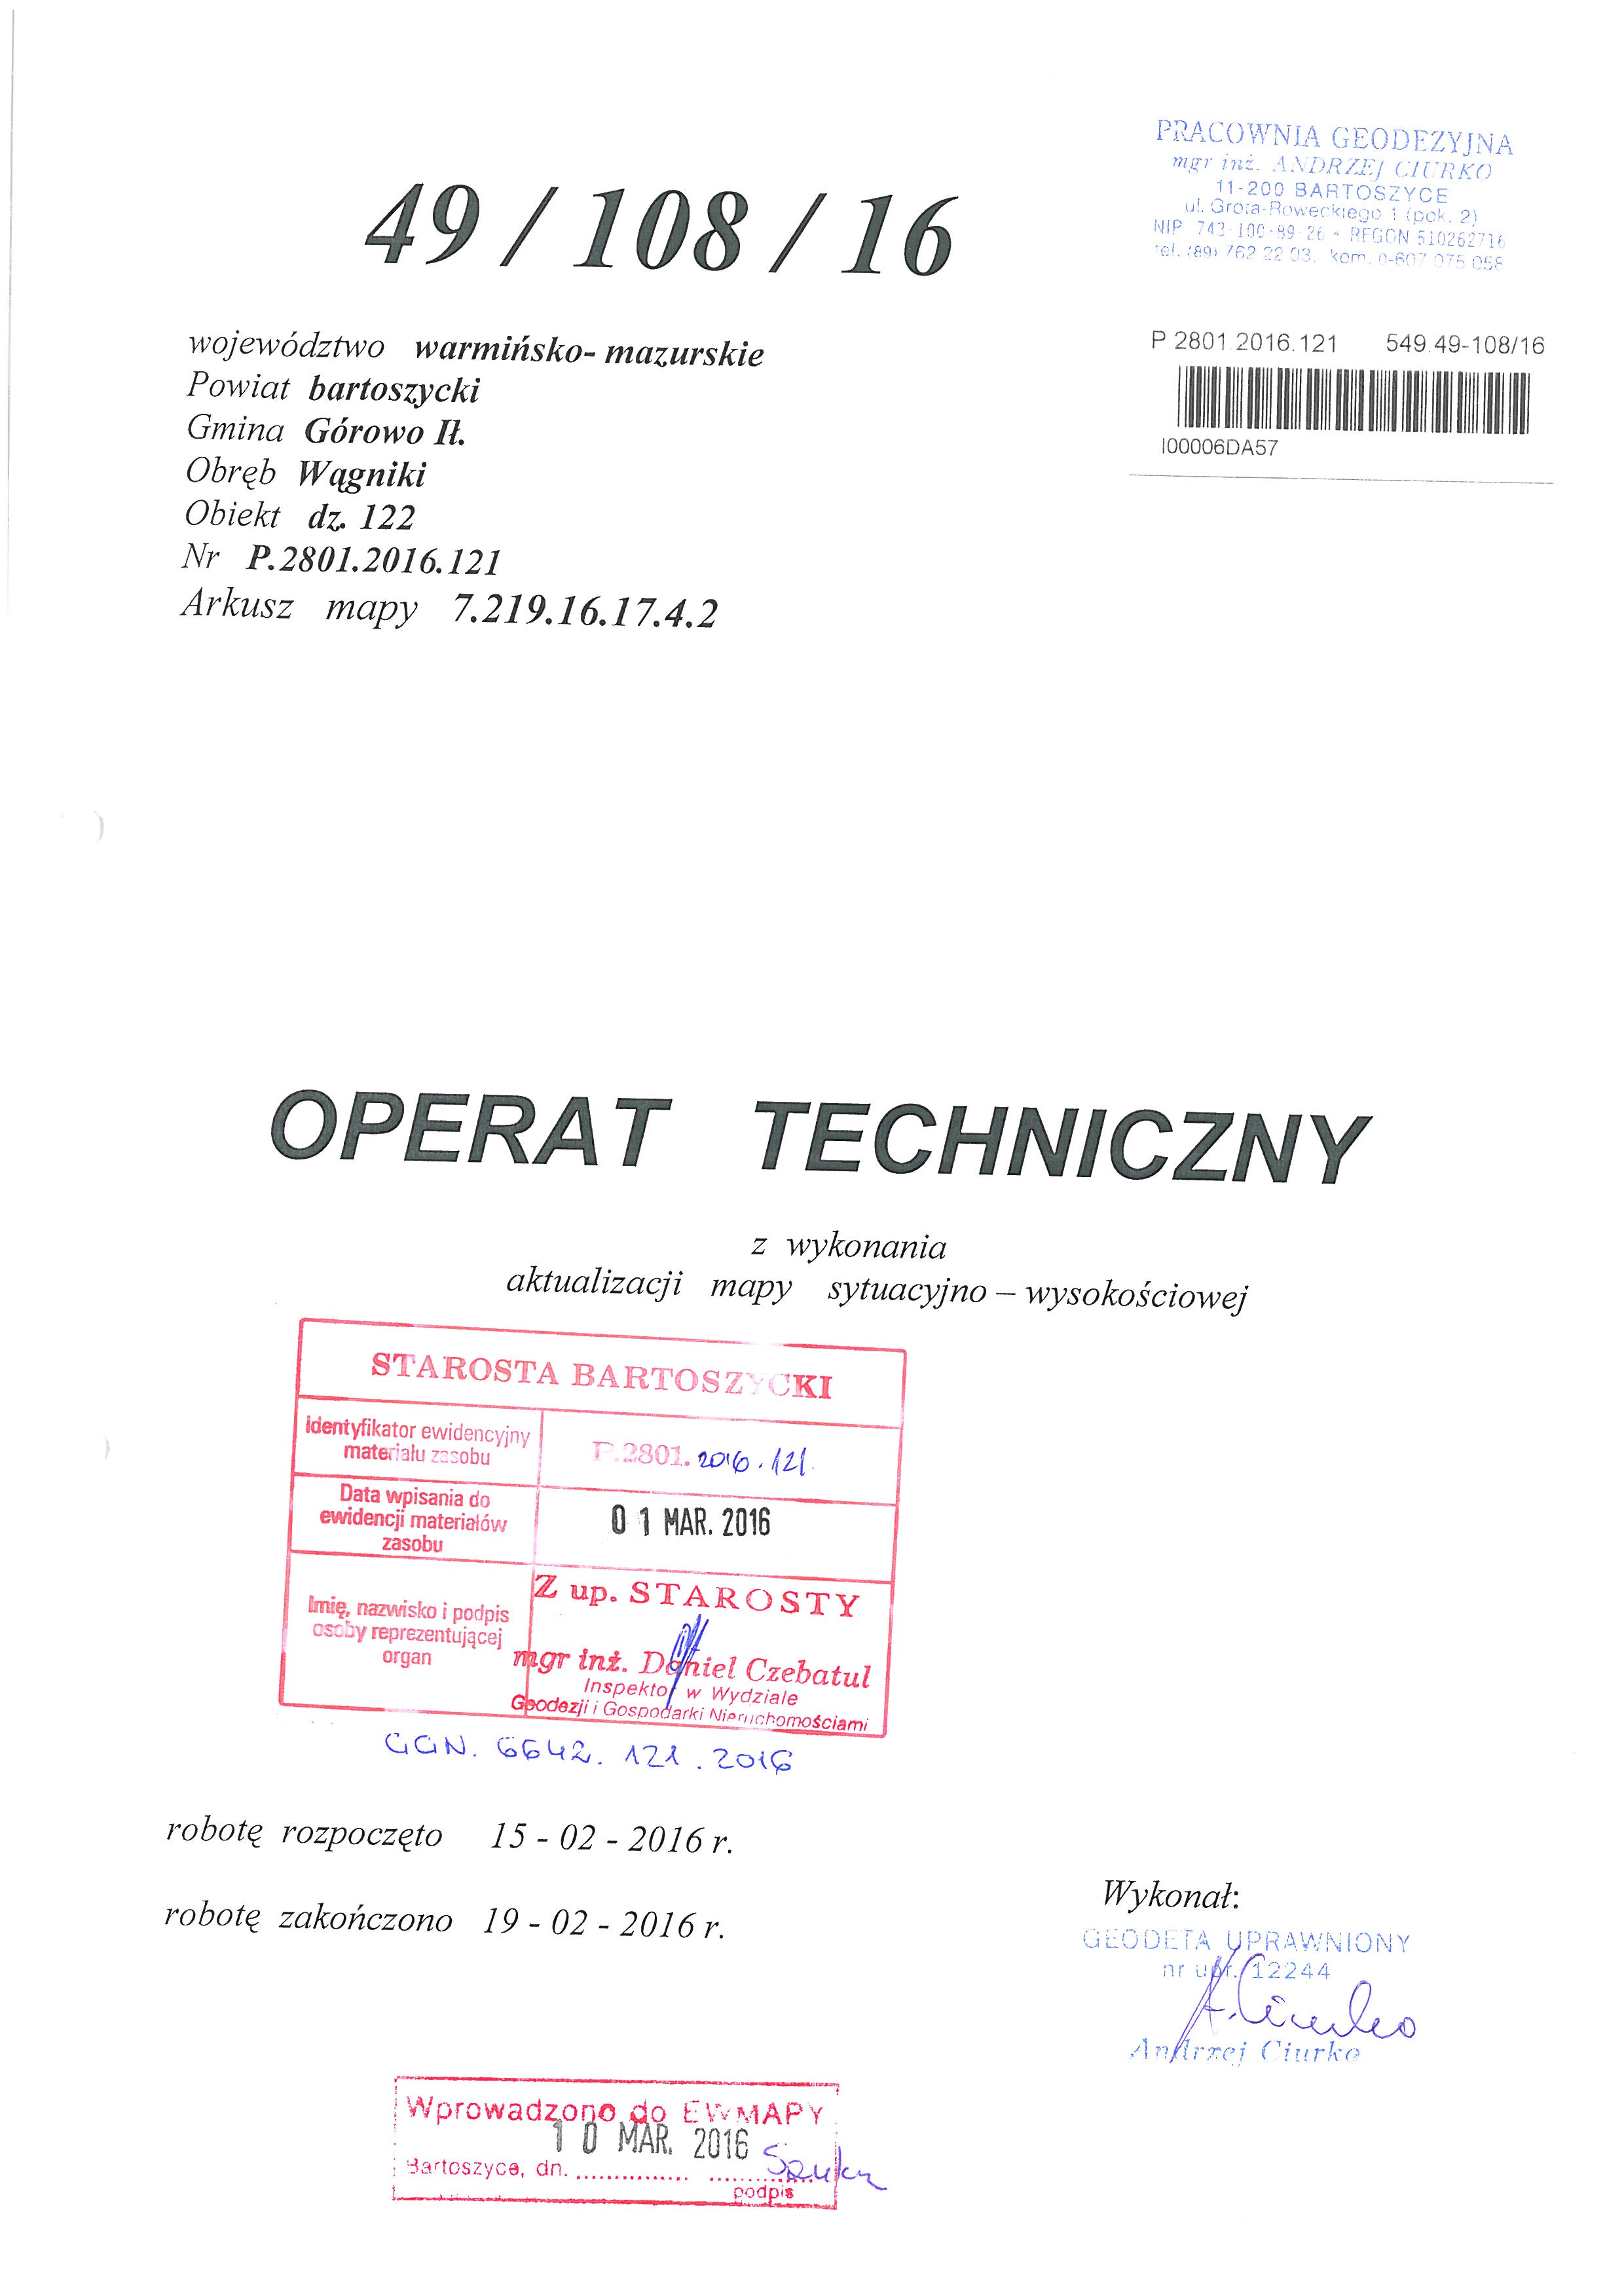 PRACOWNIA GEODEZYJNA
mgr inż. ANDRZEJ CIURKO
11-200 BARTOSZYCE
ul. Grota-Roweckiego 1 (pok. 2)
NIP 743-100-89-26 * REGON 510262716
tel. (89) 762 22 03, kom. 0-607 075 058
49 / 108 / 16
P 2801 2016.121 549.49-108/16
I00006DA57
województwo warmińsko- mazurskie
Powiat bartoszycki
Gmina Górowo Ił.
Obręb Wągniki
Obiekt dz. 122
Nr P.2801.2016.121
Arkusz mapy 7.219.16.17.4.2
OPERAT TECHNICZNY
z wykonania
aktualizacji mapy sytuacyjno – wysokościowej
STAROSTA BARTOSZYCKI
identyfikator ewidencyjny
materiału zasobu
P.2801. 2016.121.
Data wpisania do
ewidencji materiałów
zasobu
01 MAR. 2016
Imię, nazwisko i podpis
osoby reprezentującej
organ
Z up. STAROSTY
mgr inż. Daniel Czebatul
Inspektor w Wydziale
Geodezji i Gospodarki Nieruchomościami
GGN. 6642. 121. 2016
robotę rozpoczęto 15 - 02 - 2016 r.
robotę zakończono 19 - 02 - 2016 r.
Wykonał:
GEODETA UPRAWNIONY
nr upr. 12244
A. Ciurko
Andrzej Ciurko
Wprowadzono do EWMAPY
10 MAR. 2016
Bartoszyce, dn. ............... ...............
podpis